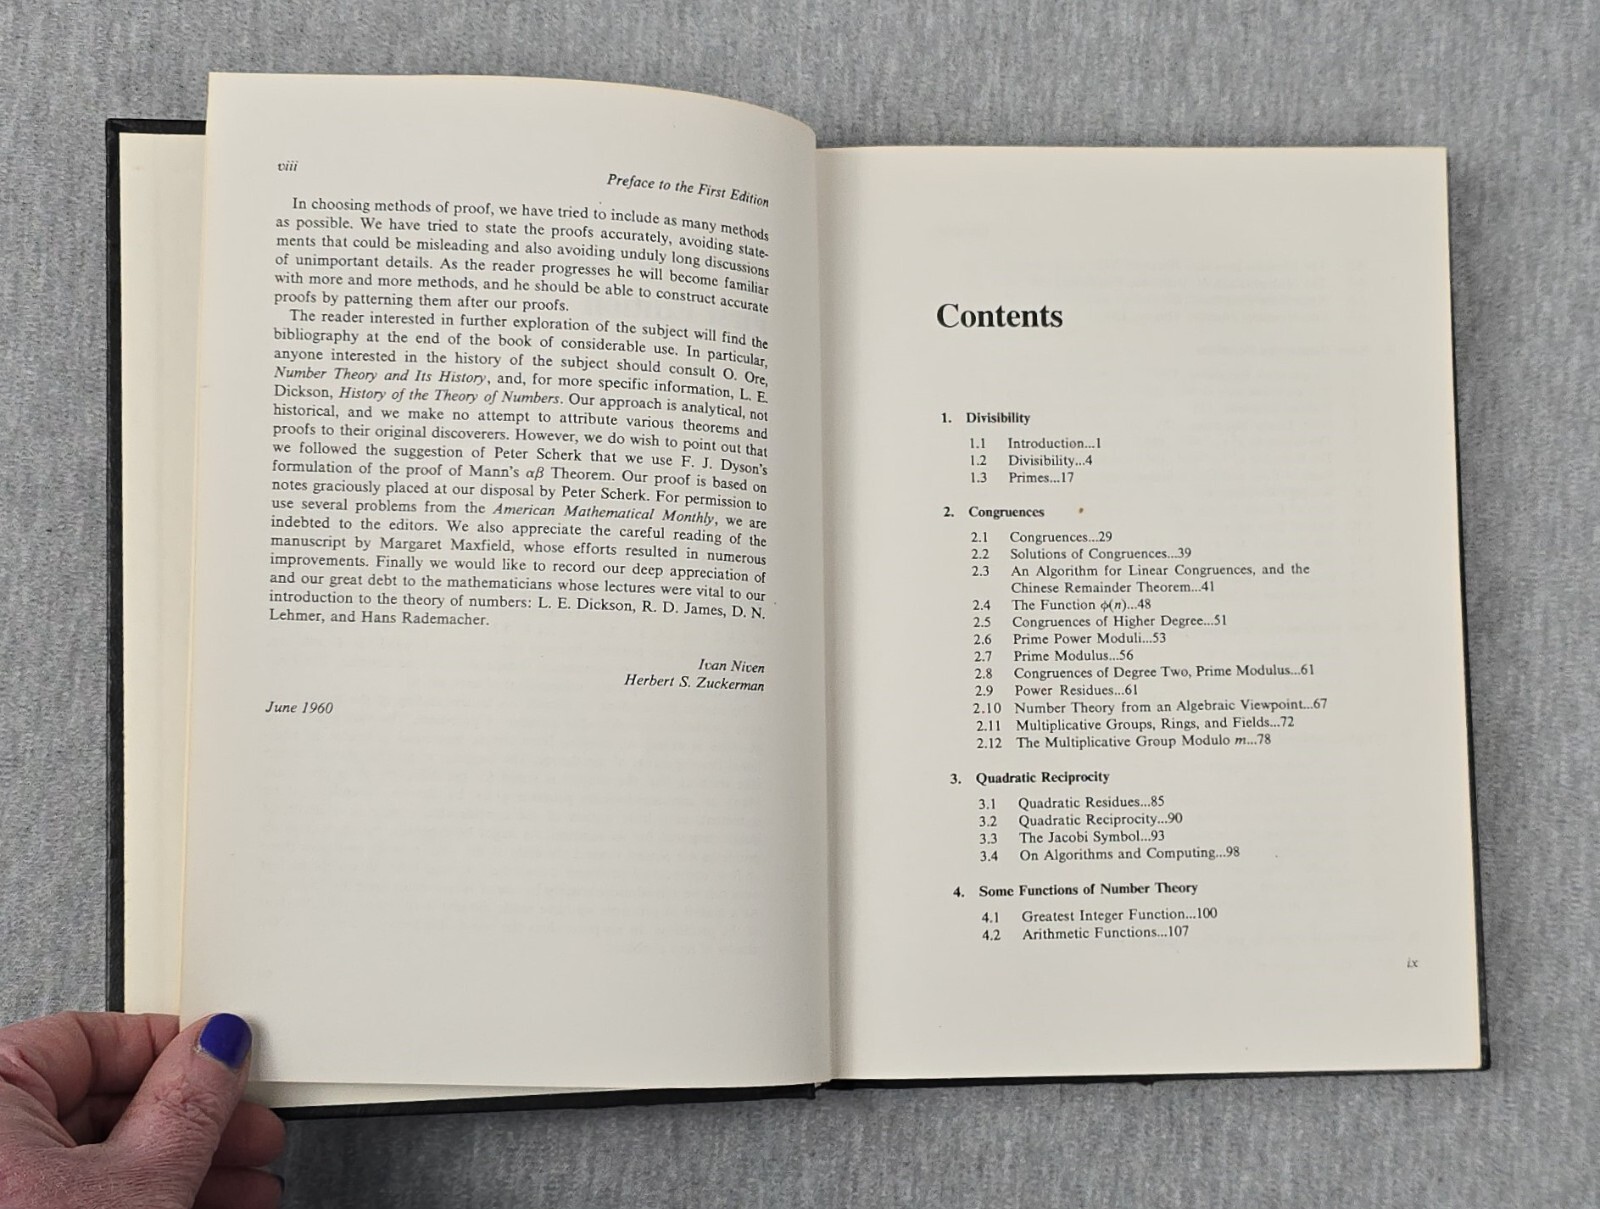 viii
Preface to the First Edition
In choosing methods of proof, we have tried to include as many methods
as possible. We have tried to state the proofs accurately, avoiding state-
ments that could be misleading and also avoiding unduly long discussions
of unimportant details. As the reader progresses he will become familiar
with more and more methods, and he should be able to construct accurate
proofs by patterning them after our proofs.
The reader interested in further exploration of the subject will find the
bibliography at the end of the book of considerable use. In particular,
anyone interested in the history of the subject should consult O. Ore,
Number Theory and Its History, and, for more specific information, L. E.
Dickson, History of the Theory of Numbers. Our approach is analytical, not
historical, and we make no attempt to attribute various theorems and
proofs to their original discoverers. However, we do wish to point out that
we followed the suggestion of Peter Scherk that we use F. J. Dyson's
formulation of the proof of Mann's αβ Theorem. Our proof is based on
notes graciously placed at our disposal by Peter Scherk. For permission to
use several problems from the American Mathematical Monthly, we are
indebted to the editors. We also appreciate the careful reading of the
manuscript by Margaret Maxfield, whose efforts resulted in numerous
improvements. Finally we would like to record our deep appreciation of
and our great debt to the mathematicians whose lectures were vital to our
introduction to the theory of numbers: L. E. Dickson, R. D. James, D. N.
Lehmer, and Hans Rademacher.
Ivan Niven
Herbert S. Zuckerman
June 1960
Contents
1. Divisibility
1.1 Introduction...1
1.2 Divisibility...4
1.3 Primes...17
2. Congruences
2.1 Congruences...29
2.2 Solutions of Congruences...39
2.3 An Algorithm for Linear Congruences, and the
Chinese Remainder Theorem...41
2.4 The Function ϕ(n)...48
2.5 Congruences of Higher Degree...51
2.6 Prime Power Moduli...53
2.7 Prime Modulus...56
2.8 Congruences of Degree Two, Prime Modulus...61
2.9 Power Residues...61
2.10 Number Theory from an Algebraic Viewpoint...67
2.11 Multiplicative Groups, Rings, and Fields...72
2.12 The Multiplicative Group Modulo m...78
3. Quadratic Reciprocity
3.1 Quadratic Residues...85
3.2 Quadratic Reciprocity...90
3.3 The Jacobi Symbol...93
3.4 On Algorithms and Computing...98
4. Some Functions of Number Theory
4.1 Greatest Integer Function...100
4.2 Arithmetic Functions...107
ix